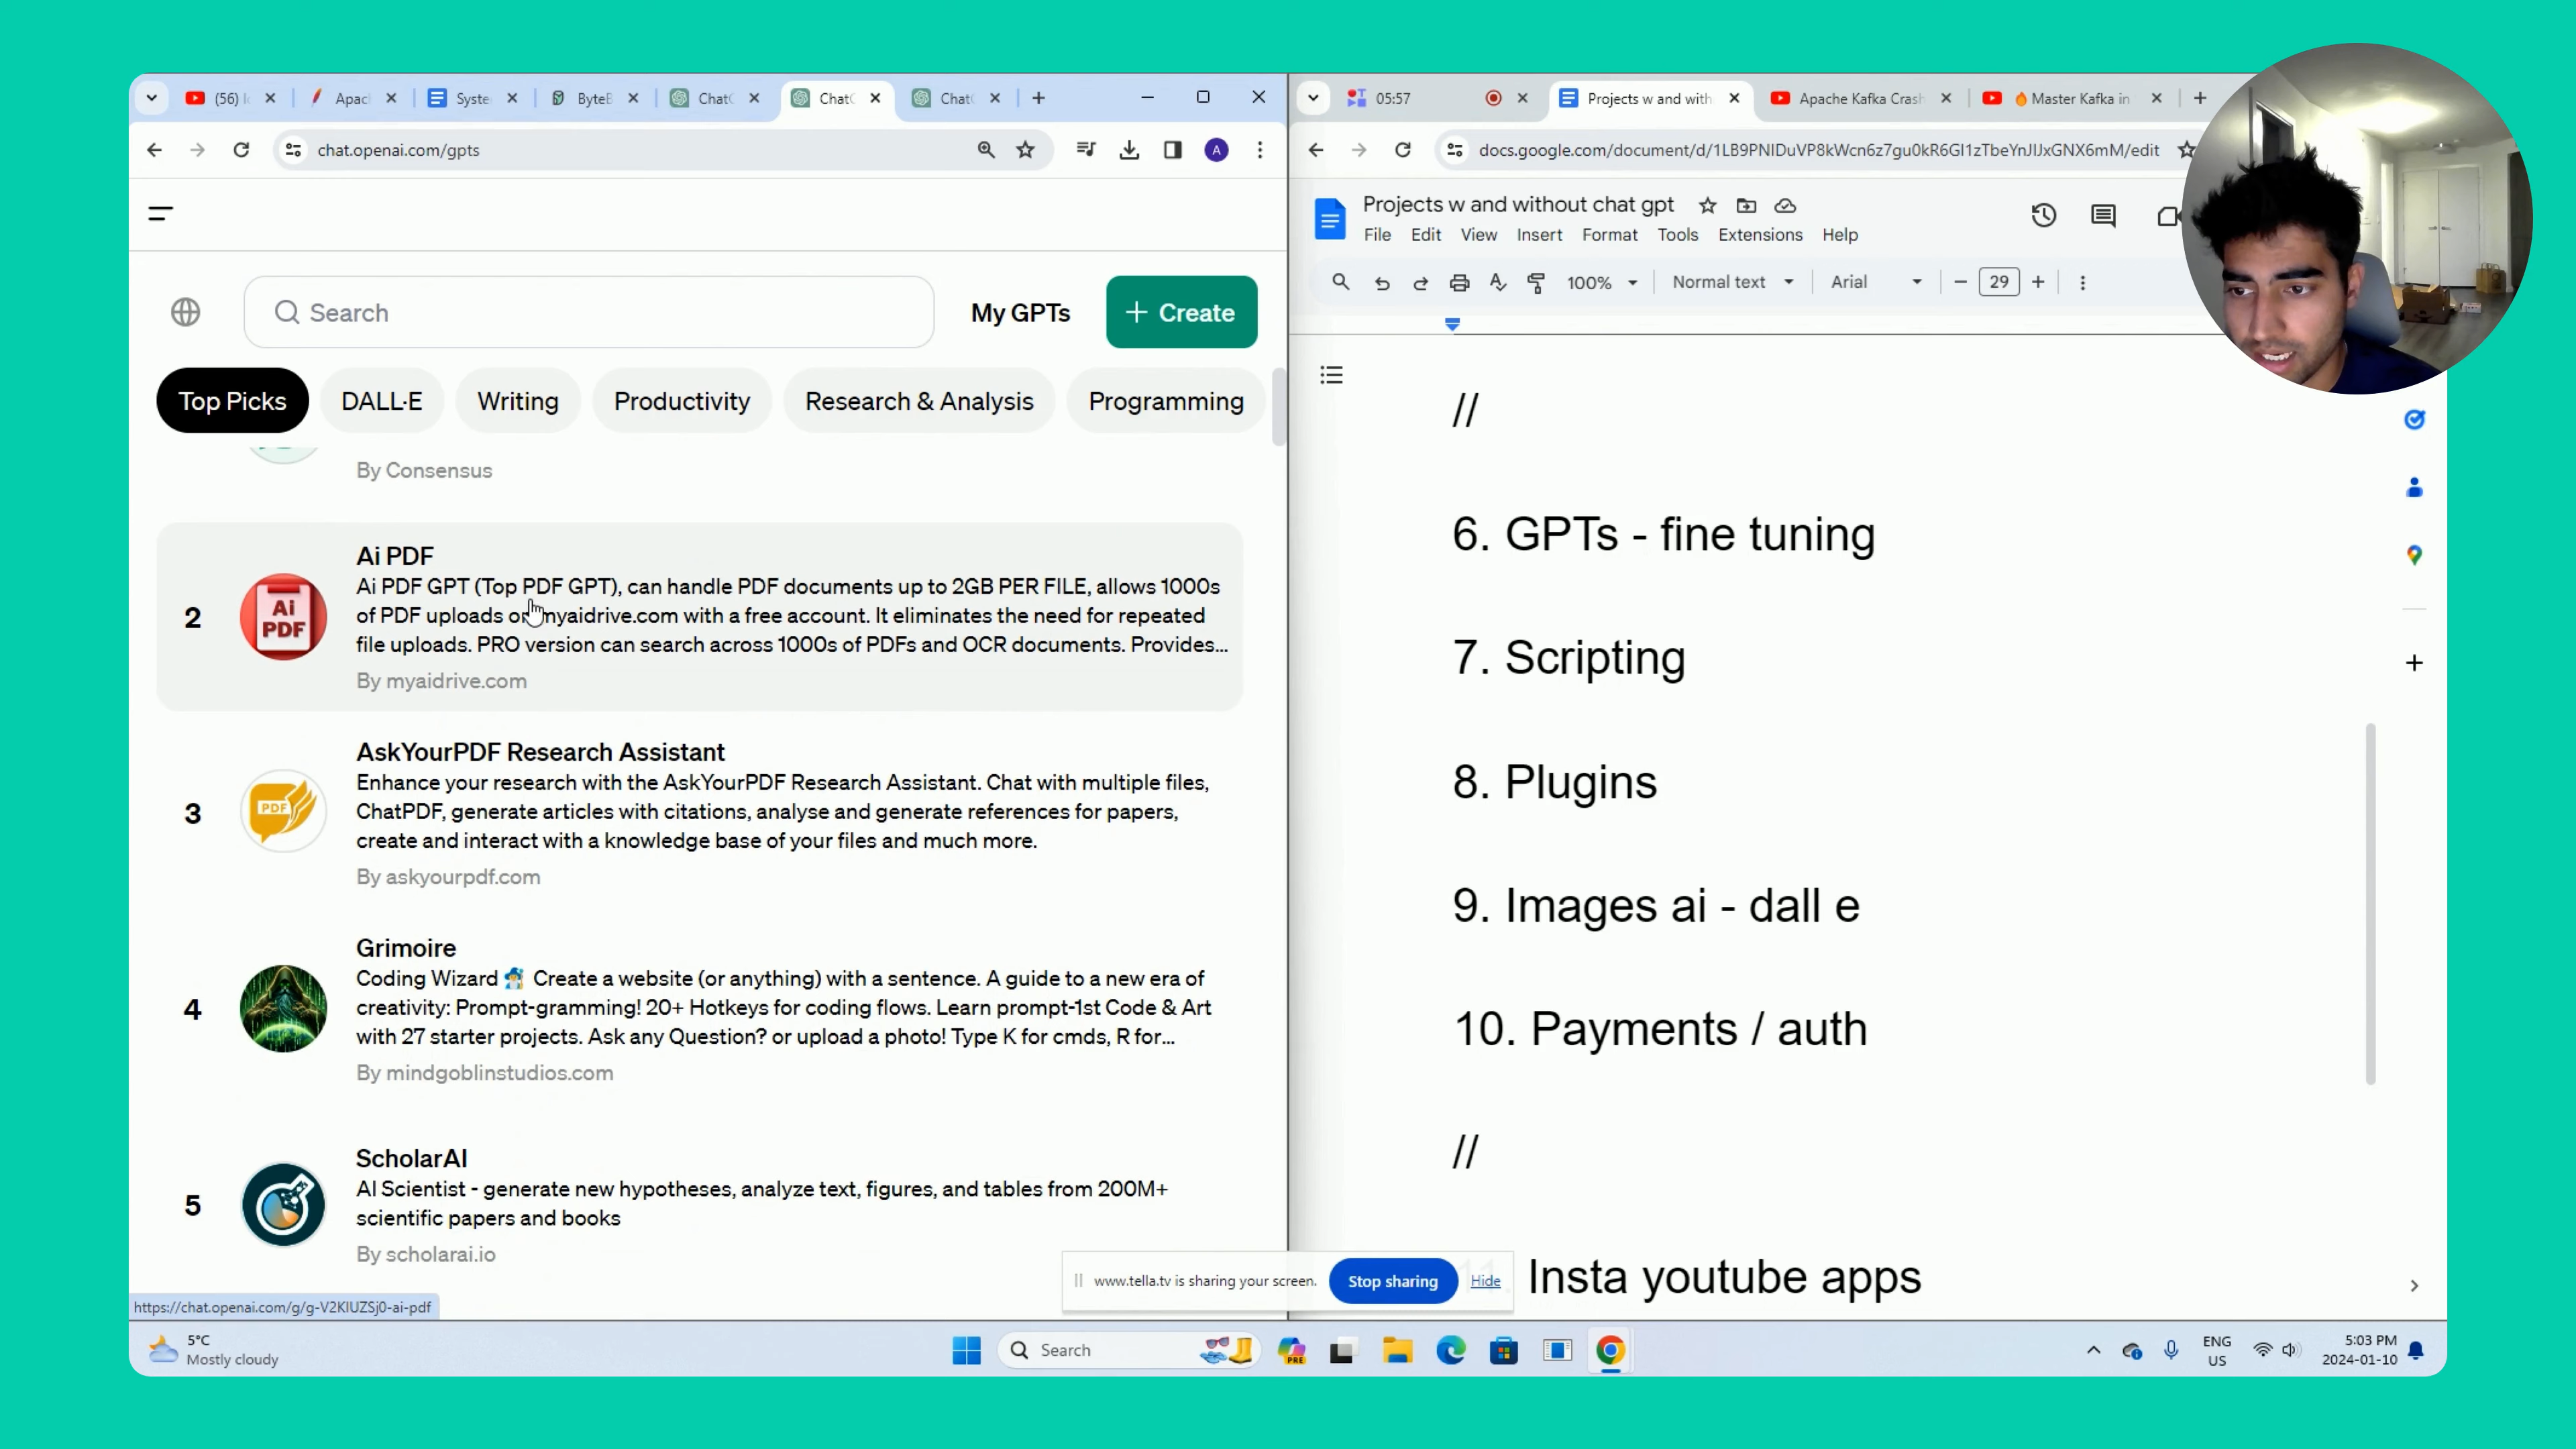 (56) Ic
Apac
Syste
ByteB
ChatG
ChatG
ChatG
chat.openai.com/gpts
A
Search
My GPTs
+ Create
Top Picks
DALL·E
Writing
Productivity
Research & Analysis
Programming
By Consensus
2
Ai PDF
Ai PDF
Ai PDF GPT (Top PDF GPT), can handle PDF documents up to 2GB PER FILE, allows 1000s
of PDF uploads on myaidrive.com with a free account. It eliminates the need for repeated
file uploads. PRO version can search across 1000s of PDFs and OCR documents. Provides...
By myaidrive.com
3
PDF
AskYourPDF Research Assistant
Enhance your research with the AskYourPDF Research Assistant. Chat with multiple files,
ChatPDF, generate articles with citations, analyse and generate references for papers,
create and interact with a knowledge base of your files and much more.
By askyourpdf.com
4
Grimoire
Coding Wizard 🧙‍♂️ Create a website (or anything) with a sentence. A guide to a new era of
creativity: Prompt-gramming! 20+ Hotkeys for coding flows. Learn prompt-1st Code & Art
with 27 starter projects. Ask any Question? or upload a photo! Type K for cmds, R for...
By mindgoblinstudios.com
5
ScholarAI
AI Scientist - generate new hypotheses, analyze text, figures, and tables from 200M+
scientific papers and books
By scholarai.io
https://chat.openai.com/g/g-V2KIUZSj0-ai-pdf
05:57
Projects w and with
Apache Kafka Crash
🔥 Master Kafka in
docs.google.com/document/d/1LB9PNIDuVP8kWcn6z7gu0kR6GI1zTbeYnJIJxGNX6mM/edit
Projects w and without chat gpt
File Edit View Insert Format Tools Extensions Help
100%
Normal text
Arial
29
//
6. GPTs - fine tuning
7. Scripting
8. Plugins
9. Images ai - dall e
10. Payments / auth
//
11. Insta youtube apps
www.tella.tv is sharing your screen.
Stop sharing
Hide
5°C
Mostly cloudy
Search
PRE
ENG
US
5:03 PM
2024-01-10